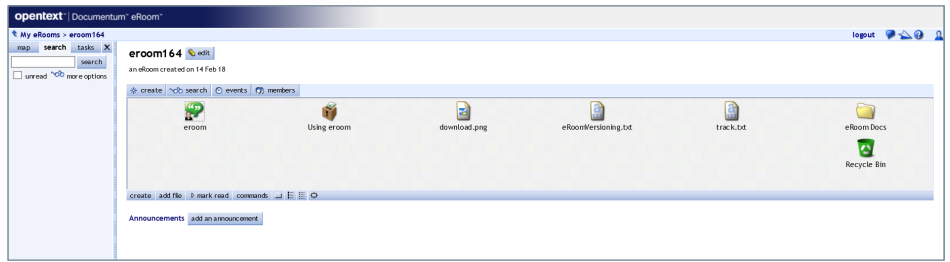 opentext™ | Documentum™ eRoom™
My eRooms > eroom164
logout
map search tasks X
search
unread more options
eroom164 edit
an eRoom created on 14 Feb 18
create search events members
eroom
Using eroom
download.png
eRoomVersioning.txt
track.txt
eRoom Docs
Recycle Bin
create add file mark read commands
Announcements add an announcement